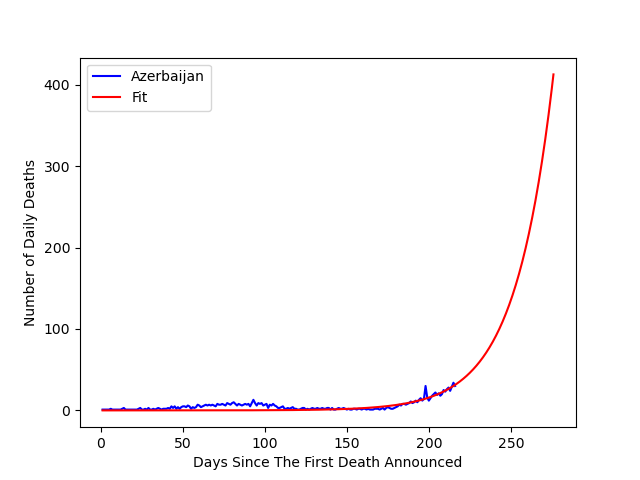 Azerbaijan
Fit
Number of Daily Deaths
400
300
200
100
0
0 50 100 150 200 250
Days Since The First Death Announced